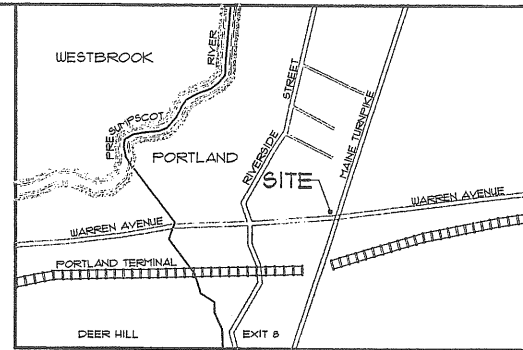 WESTBROOK
RIVER
PRESUMPSCOT
PORTLAND
STREET
RIVERSIDE
MAINE TURNPIKE
SITE
WARREN AVENUE
WARREN AVENUE
PORTLAND TERMINAL
DEER HILL
EXIT 8